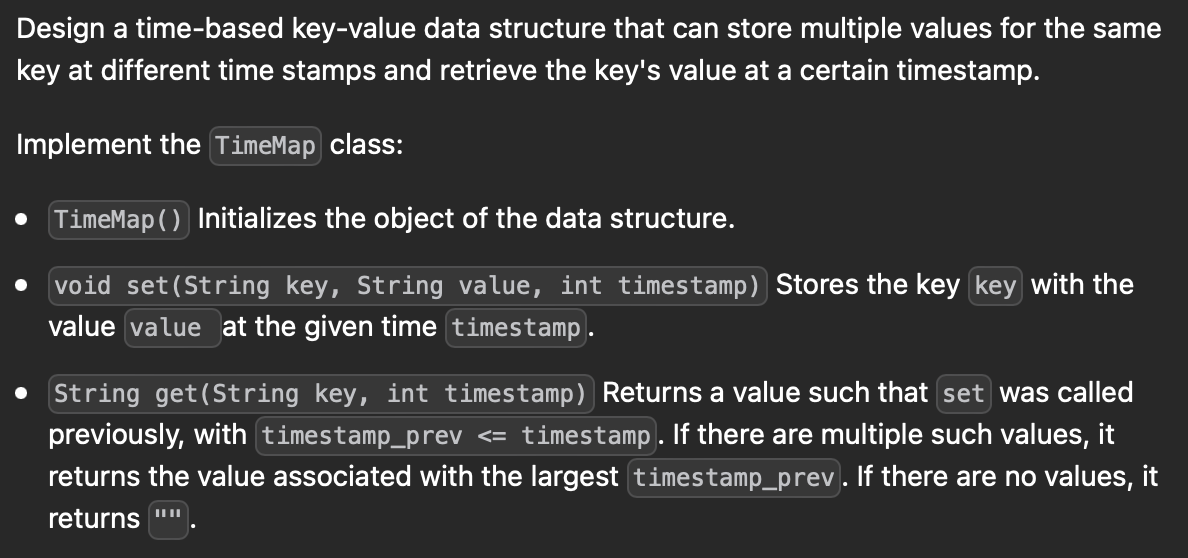 Design a time-based key-value data structure that can store multiple values for the same
key at different time stamps and retrieve the key's value at a certain timestamp.
Implement the TimeMap class:
• TimeMap() Initializes the object of the data structure.
• void set(String key, String value, int timestamp) Stores the key key with the
value value at the given time timestamp.
• String get(String key, int timestamp) Returns a value such that set was called
previously, with timestamp_prev <= timestamp. If there are multiple such values, it
returns the value associated with the largest timestamp_prev. If there are no values, it
returns "".